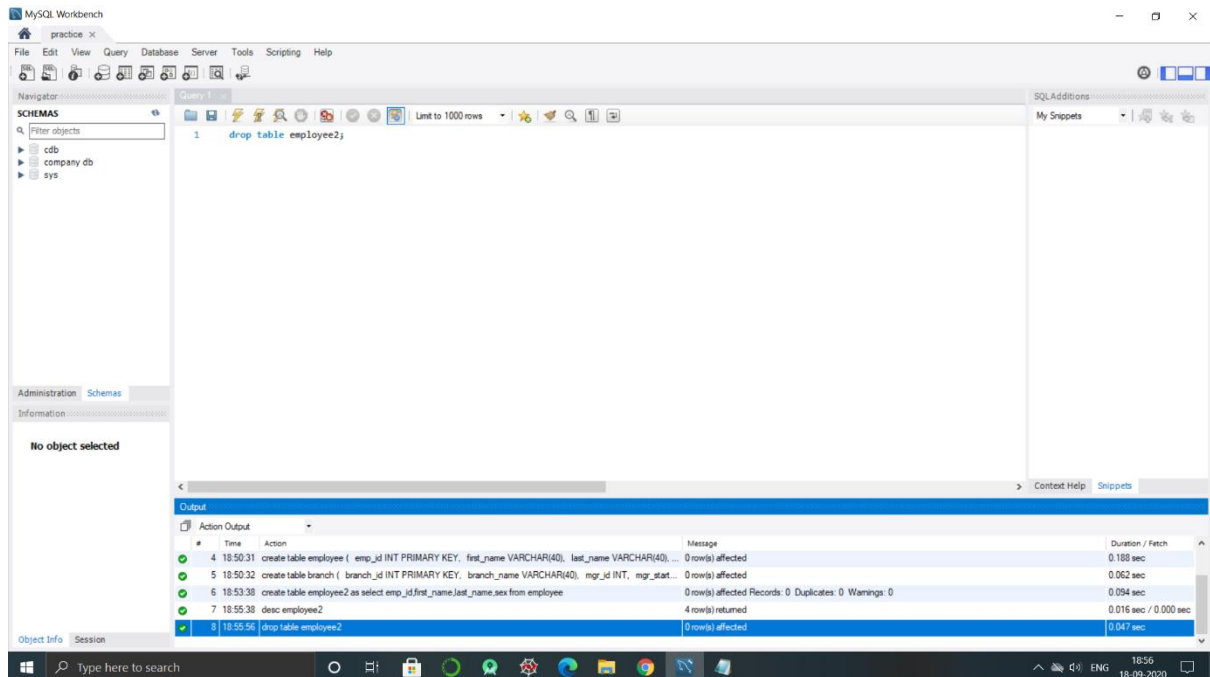 MySQL Workbench
practice
File Edit View Query Database Server Tools Scripting Help
Navigator
SCHEMAS
Filter objects
cdb
company db
sys
Administration Schemas
Information
No object selected
Object Info Session
Query 1
Limit to 1000 rows
1 drop table employee2;
SQLAdditions
My Snippets
Context Help Snippets
Output
Action Output
# Time Action Message Duration / Fetch
4 18:50:31 create table employee ( emp_id INT PRIMARY KEY, first_name VARCHAR(40), last_name VARCHAR(40), ... 0 row(s) affected 0.188 sec
5 18:50:32 create table branch ( branch_id INT PRIMARY KEY, branch_name VARCHAR(40), mgr_id INT, mgr_start... 0 row(s) affected 0.062 sec
6 18:53:38 create table employee2 as select emp_id,first_name,last_name,sex from employee 0 row(s) affected Records: 0 Duplicates: 0 Warnings: 0 0.094 sec
7 18:55:38 desc employee2 4 row(s) returned 0.016 sec / 0.000 sec
8 18:55:56 drop table employee2 0 row(s) affected 0.047 sec
Type here to search
ENG
18:56
18-09-2020